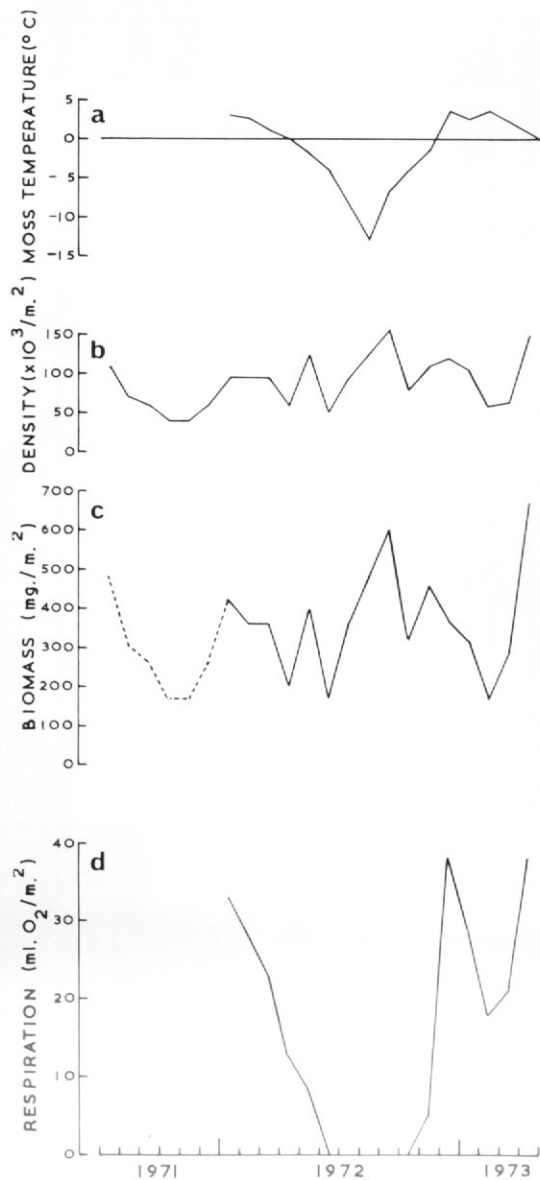 MOSS TEMPERATURE (° C)
a
5
0
- 5
-10
-15
DENSITY (x10³/m.²)
b
150
100
50
0
BIOMASS (mg./m.²)
c
700
600
500
400
300
200
100
0
RESPIRATION (ml. O₂/m.²)
d
40
30
20
10
0
1971 1972 1973